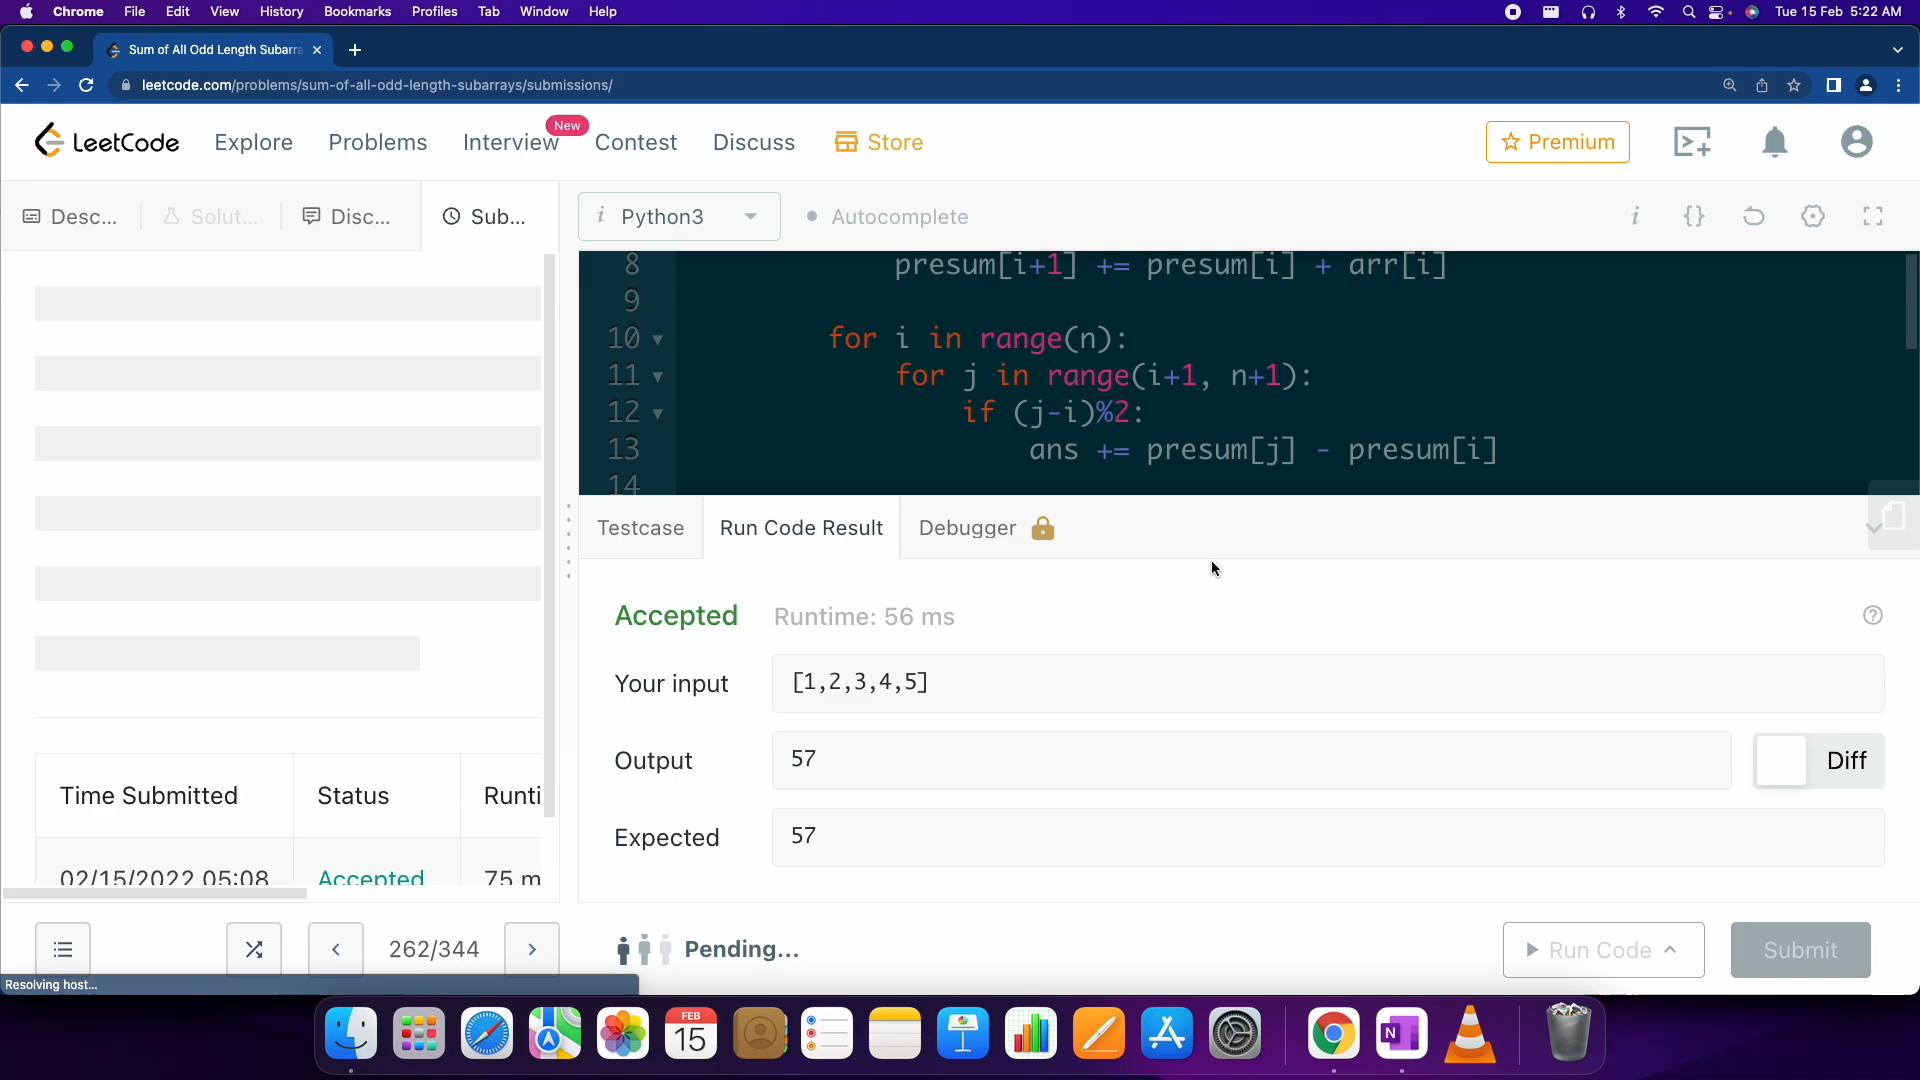 Chrome File Edit View History Bookmarks Profiles Tab Window Help Tue 15 Feb 5:22 AM
Sum of All Odd Length Subarra
leetcode.com/problems/sum-of-all-odd-length-subarrays/submissions/
LeetCode Explore Problems Interview New Contest Discuss Store Premium
Desc... Solut... Disc... Sub... Python3 Autocomplete
8 presum[i+1] += presum[i] + arr[i]
9
10 for i in range(n):
11 for j in range(i+1, n+1):
12 if (j-i)%2:
13 ans += presum[j] - presum[i]
14
Testcase Run Code Result Debugger
Accepted Runtime: 56 ms
Your input [1,2,3,4,5]
Output 57 Diff
Expected 57
Time Submitted Status Runti
02/15/2022 05:08 Accepted 75 m
262/344 Pending... Run Code Submit
Resolving host...
FEB
15